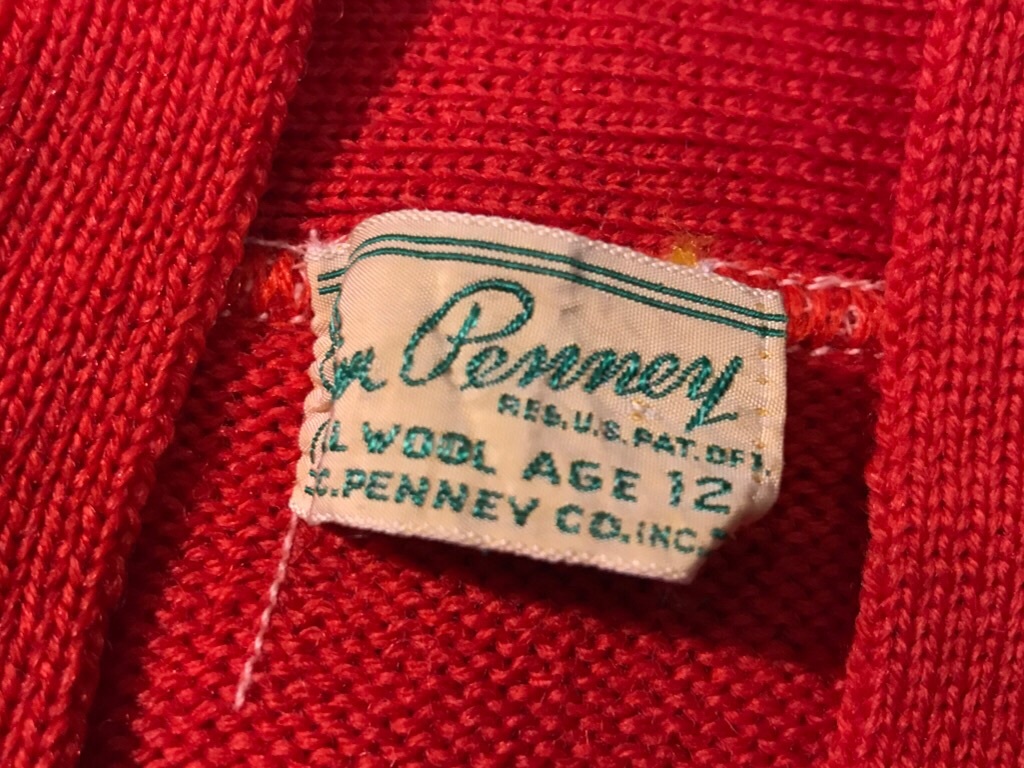 Penney
REG.U.S.PAT.OFF.
L WOOL AGE 12
C.PENNEY CO.,INC.